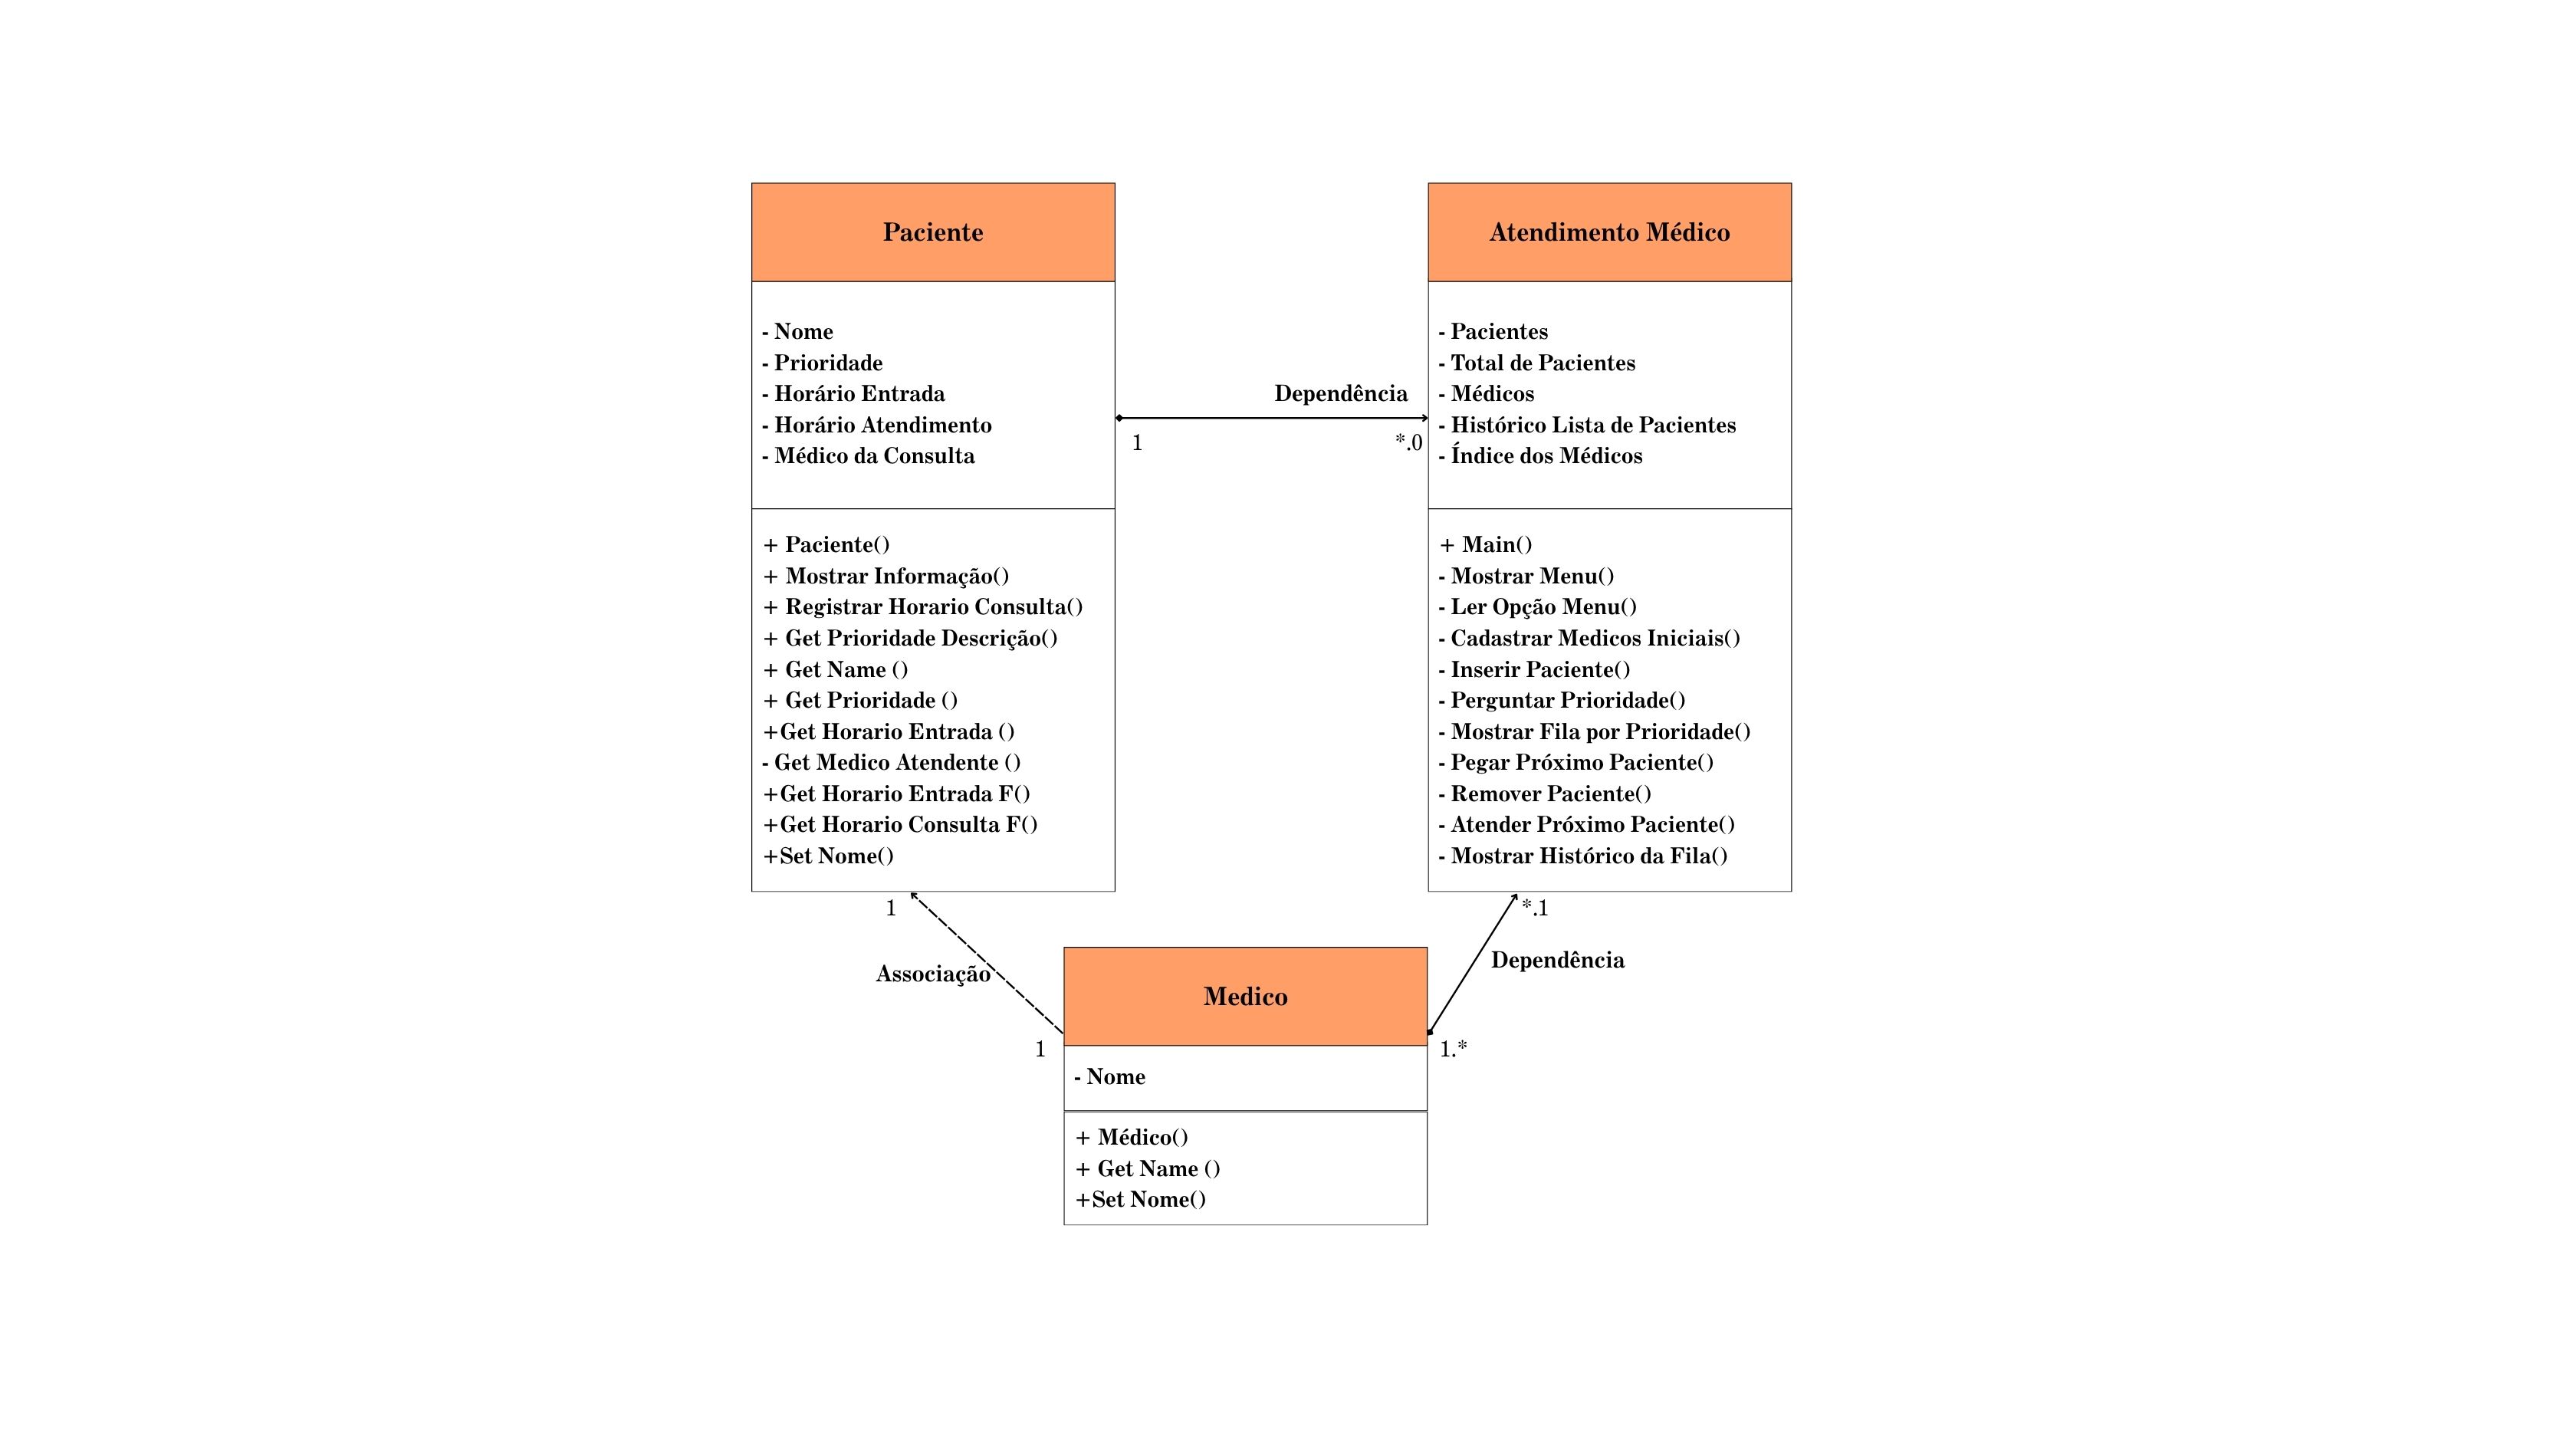 Paciente
- Nome
- Prioridade
- Horário Entrada
- Horário Atendimento
- Médico da Consulta
+ Paciente()
+ Mostrar Informação()
+ Registrar Horario Consulta()
+ Get Prioridade Descrição()
+ Get Name ()
+ Get Prioridade ()
+Get Horario Entrada ()
- Get Medico Atendente ()
+Get Horario Entrada F()
+Get Horario Consulta F()
+Set Nome()
Dependência
1
*.0
Atendimento Médico
- Pacientes
- Total de Pacientes
- Médicos
- Histórico Lista de Pacientes
- Índice dos Médicos
+ Main()
- Mostrar Menu()
- Ler Opção Menu()
- Cadastrar Medicos Iniciais()
- Inserir Paciente()
- Perguntar Prioridade()
- Mostrar Fila por Prioridade()
- Pegar Próximo Paciente()
- Remover Paciente()
- Atender Próximo Paciente()
- Mostrar Histórico da Fila()
1
Associação
1
*.1
Dependência
1.*
Medico
- Nome
+ Médico()
+ Get Name ()
+Set Nome()